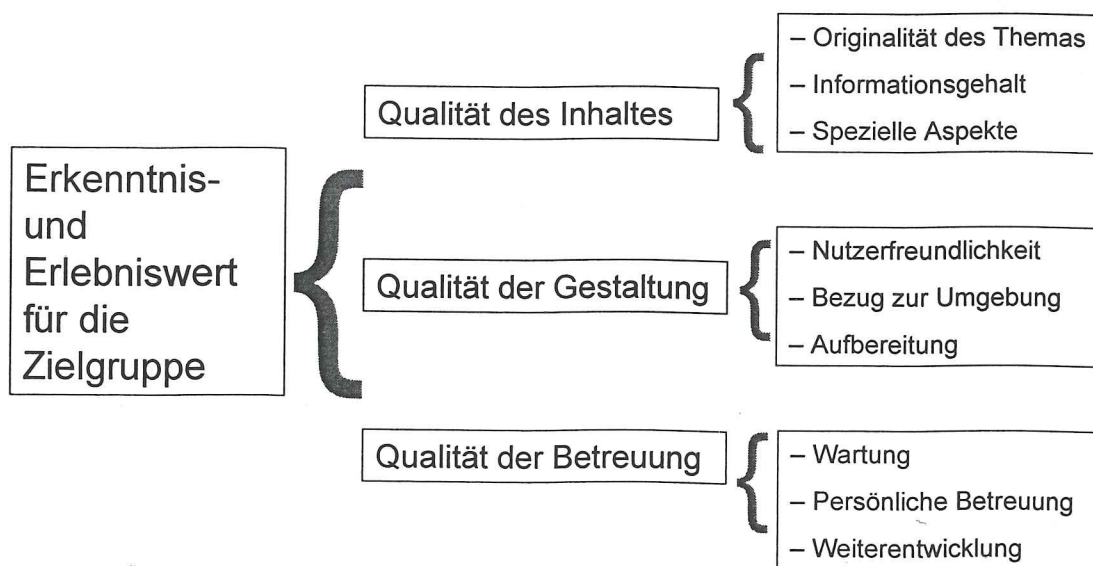 Erkenntnis-
und
Erlebniswert
für die
Zielgruppe
Qualität des Inhaltes
– Originalität des Themas
– Informationsgehalt
– Spezielle Aspekte
Qualität der Gestaltung
– Nutzerfreundlichkeit
– Bezug zur Umgebung
– Aufbereitung
Qualität der Betreuung
– Wartung
– Persönliche Betreuung
– Weiterentwicklung